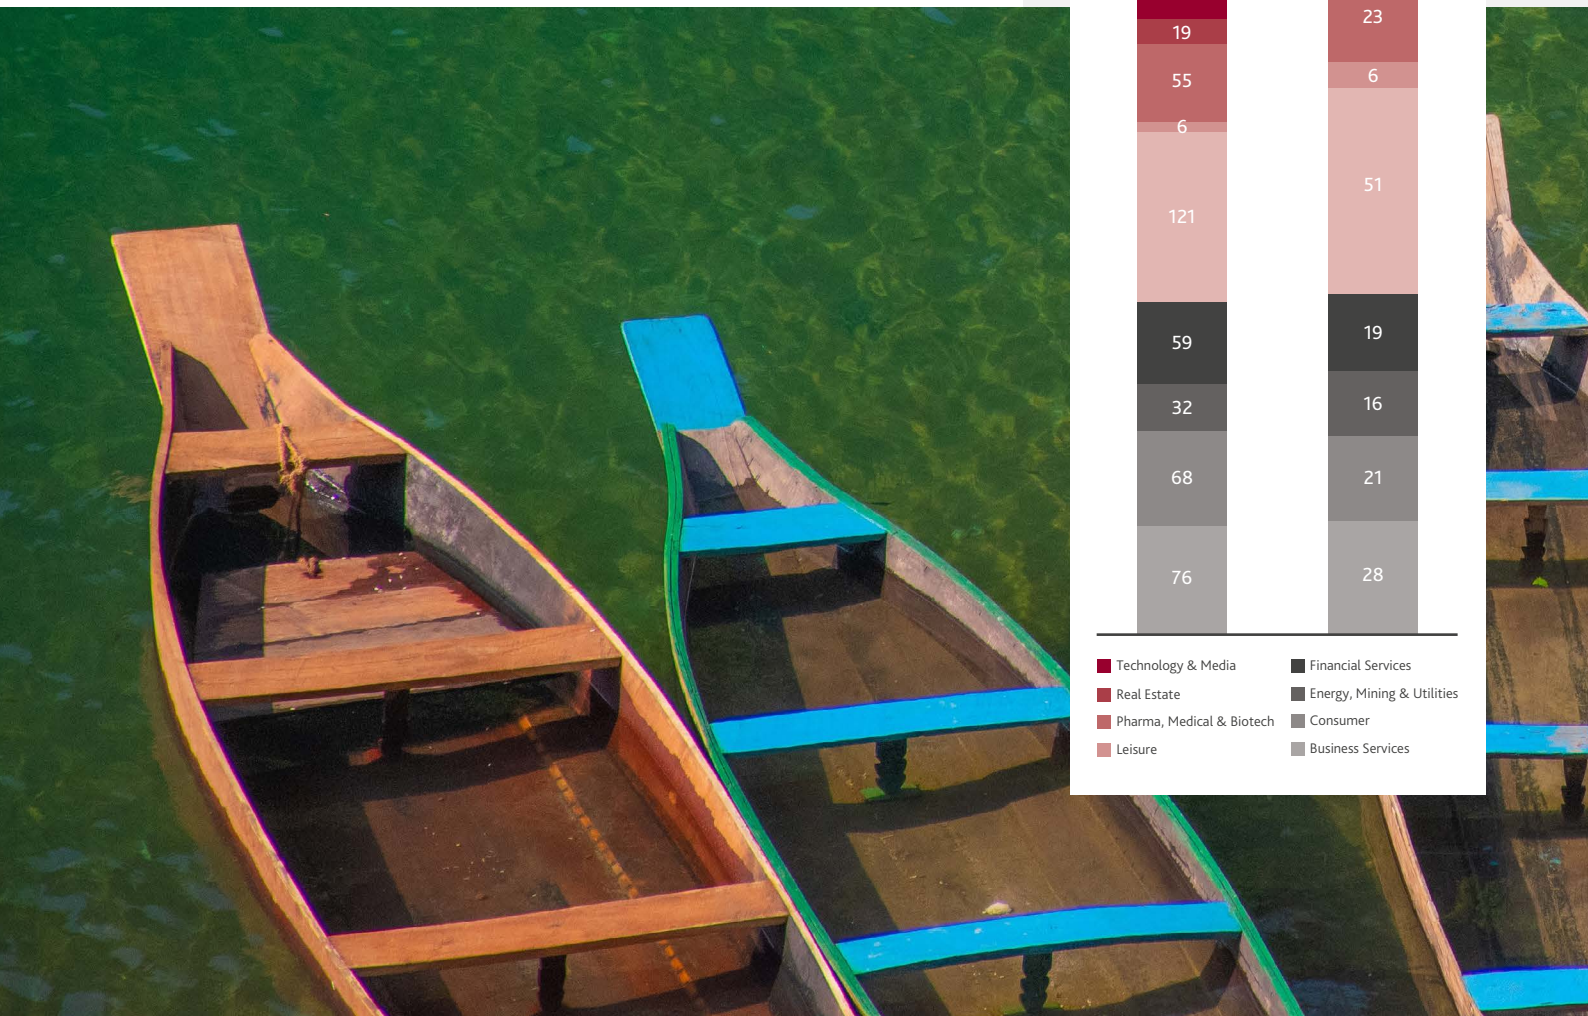 19
23
55
6
6
121
51
59
19
32
16
68
21
76
28
Technology & Media
Financial Services
Real Estate
Energy, Mining & Utilities
Pharma, Medical & Biotech
Consumer
Leisure
Business Services